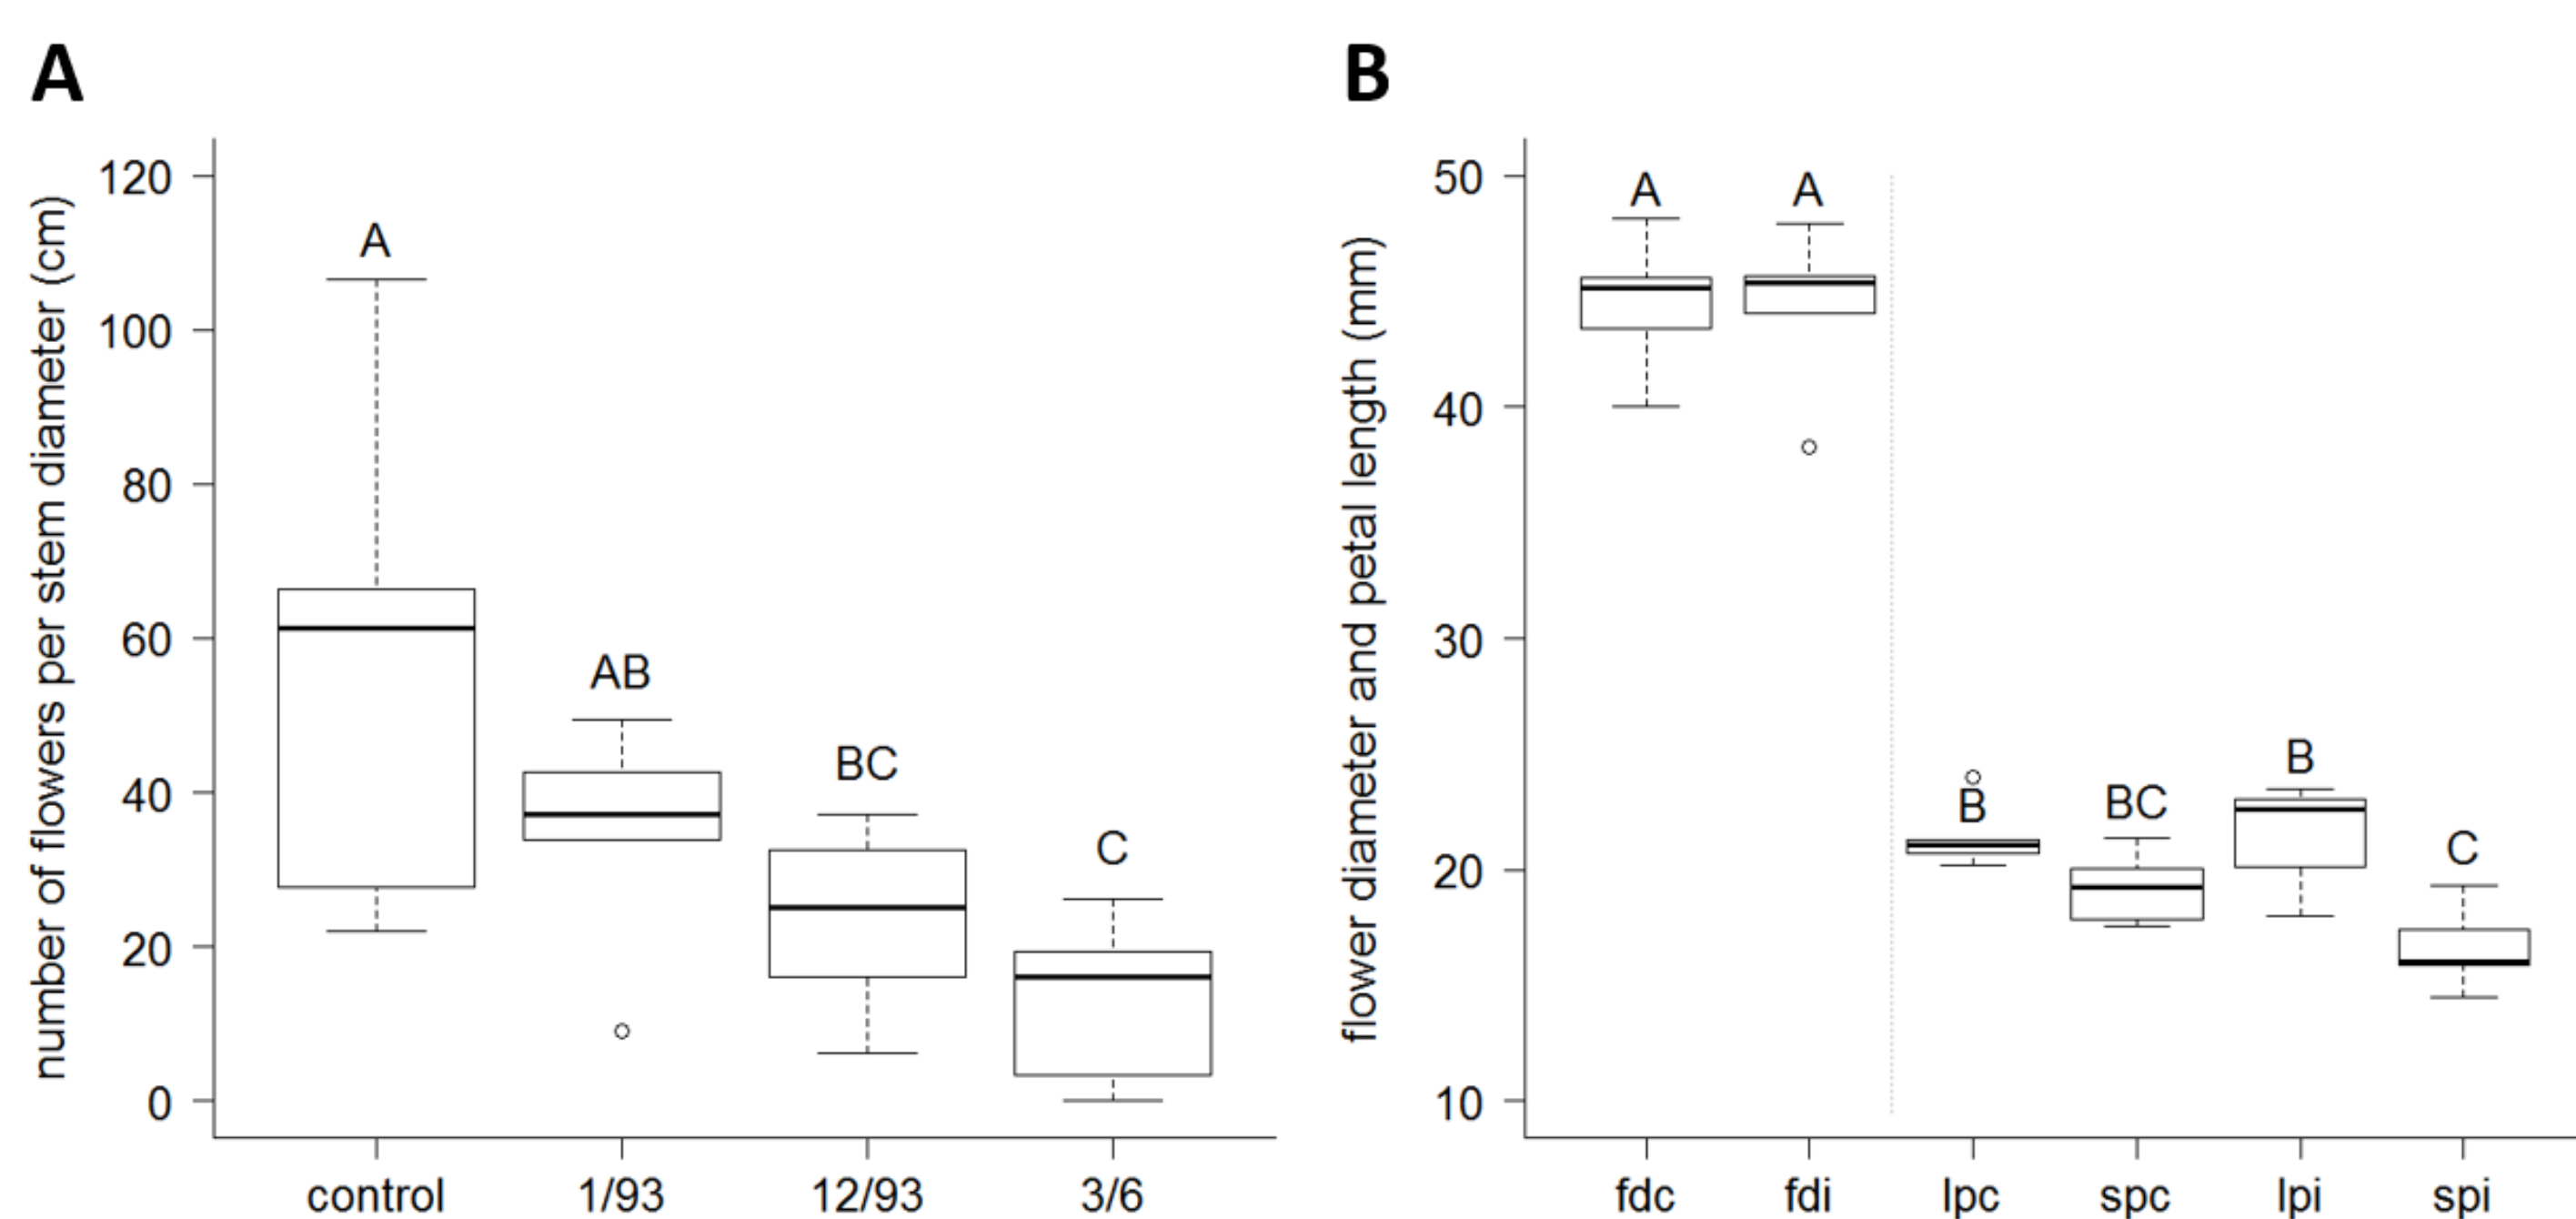 A
number of flowers per stem diameter (cm)
120
100
80
60
40
20
0
A
AB
BC
C
control 1/93 12/93 3/6
B
flower diameter and petal length (mm)
50
40
30
20
10
A A
B BC B C
fdc fdi lpc spc lpi spi